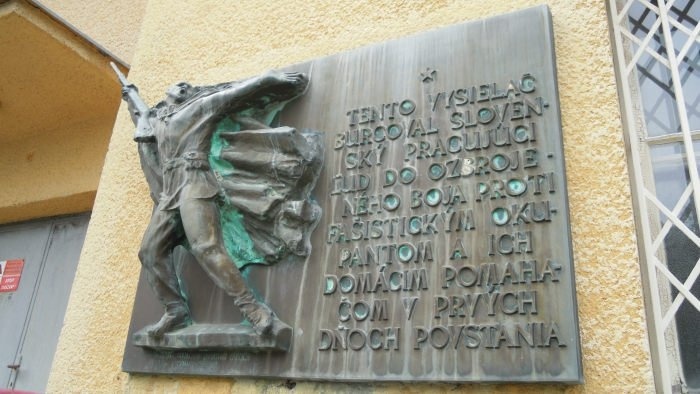 TENTO VYSIELAČ
BURCOVAL SLOVEN-
SKÝ PRACUJÚCI
ĽUD DO OZBROJE-
NÉHO BOJA PROTI
FAŠISTICKÝM OKU-
PANTOM A ICH
DOMÁCIM POMÁHA-
ČOM V PRVÝCH
DŇOCH POVSTANIA